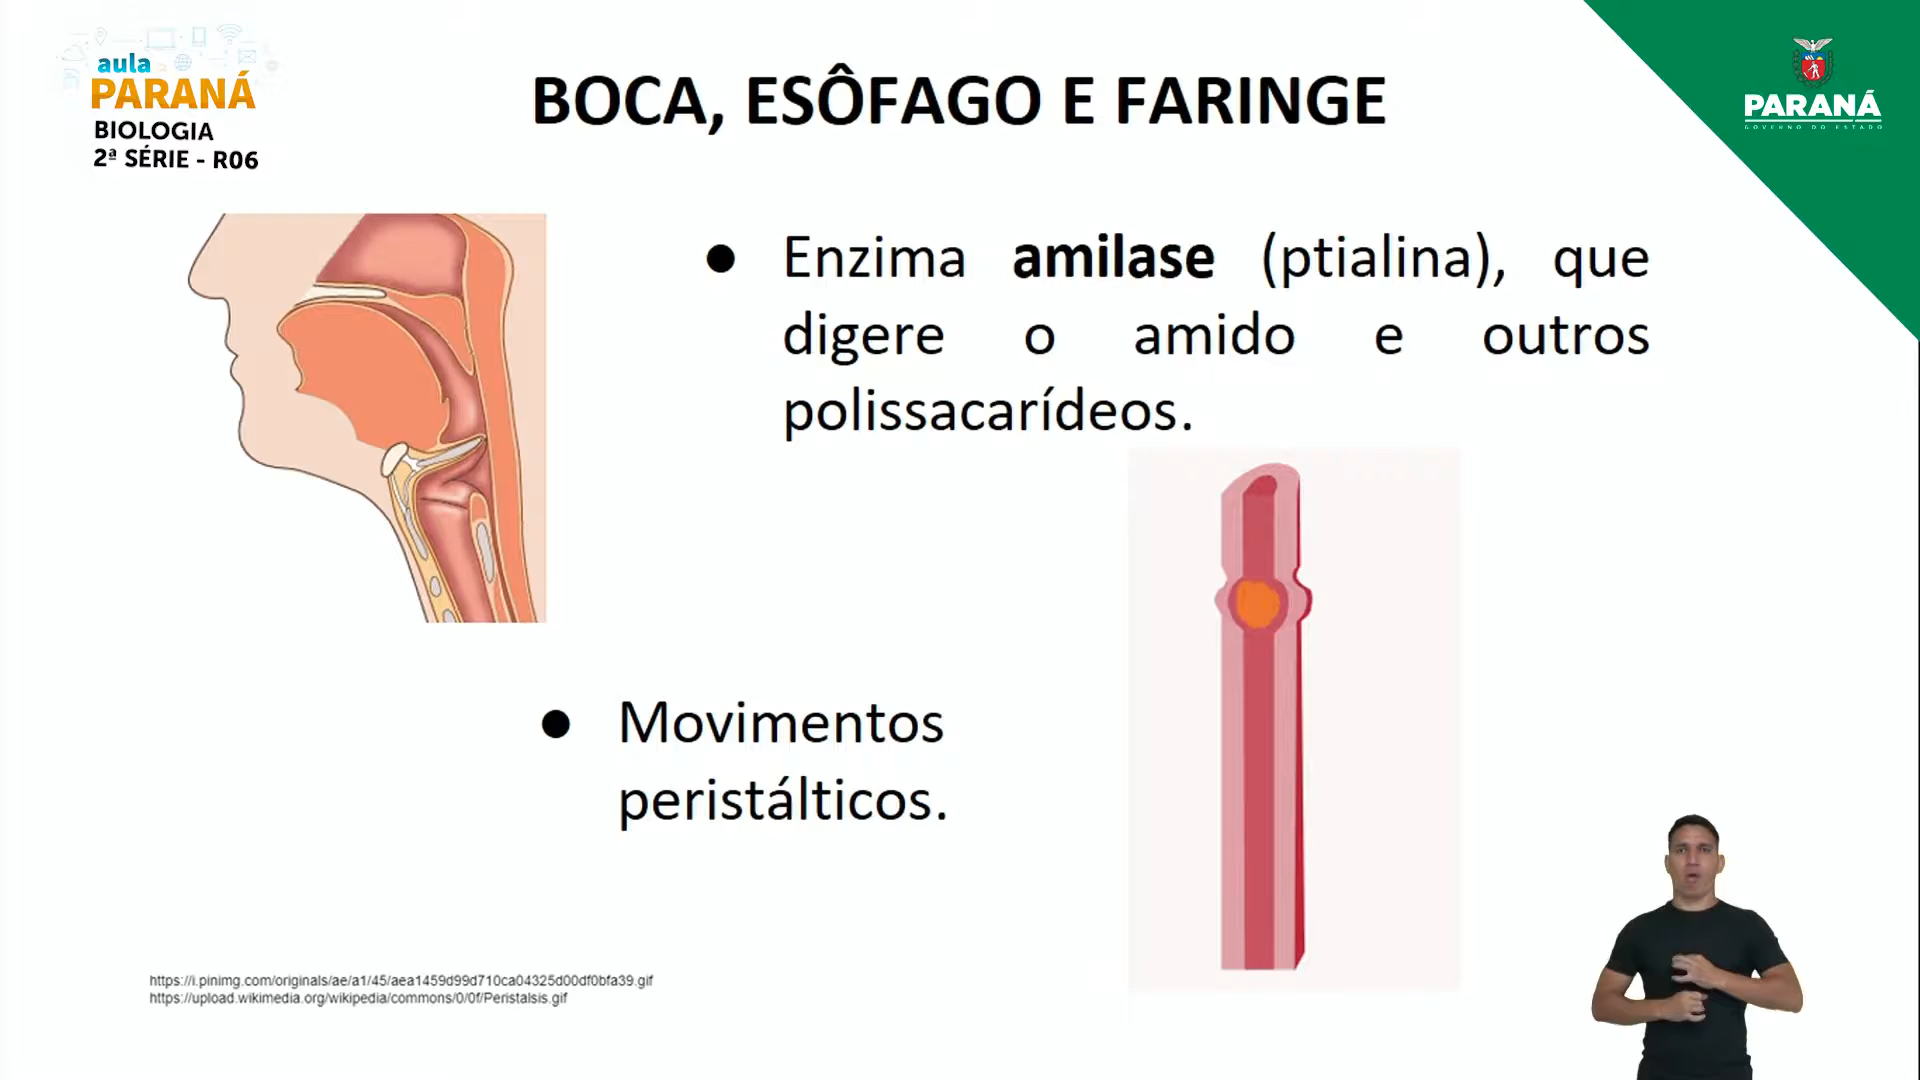 aula
PARANÁ
BIOLOGIA
2ª SÉRIE - R06
BOCA, ESÔFAGO E FARINGE
PARANÁ
GOVERNO DO ESTADO
● Enzima amilase (ptialina), que
digere o amido e outros
polissacarídeos.
● Movimentos
peristálticos.
https://i.pinimg.com/originals/ae/a1/45/aea1459d99d710ca04325d00df0bfa39.gif
https://upload.wikimedia.org/wikipedia/commons/0/0f/Peristalsis.gif